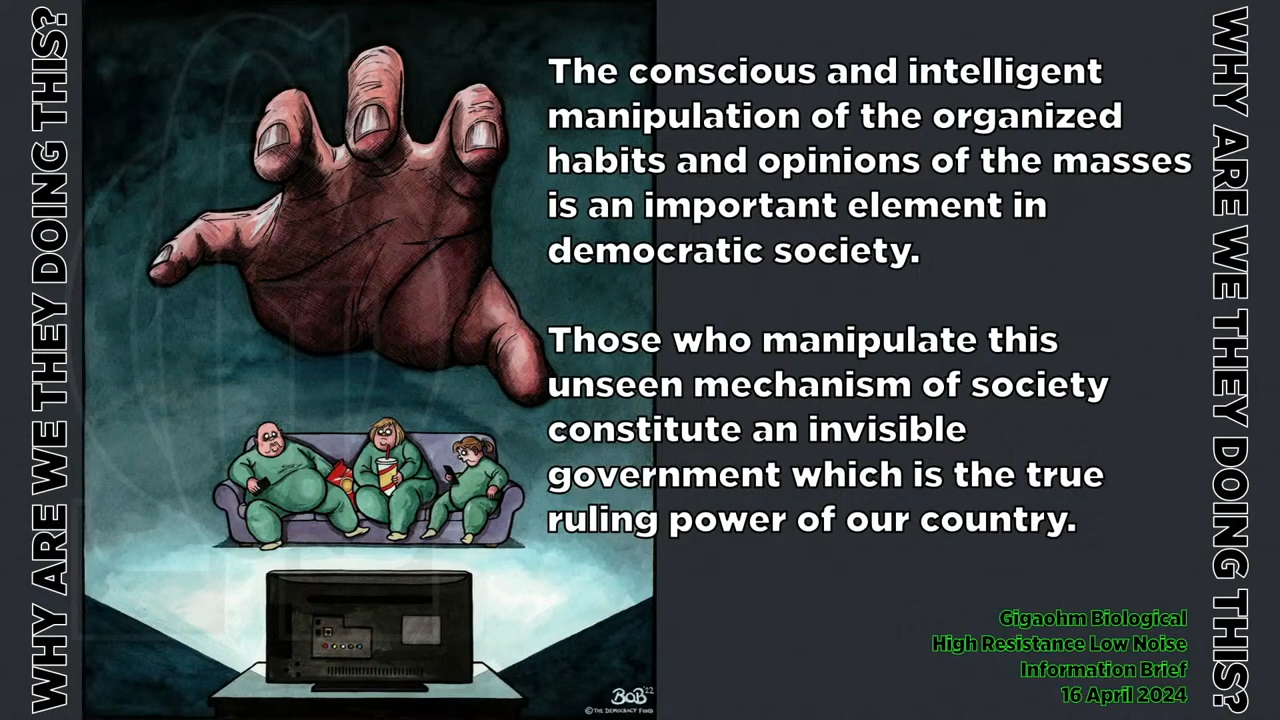 WHY ARE WE THEY DOING THIS?
The conscious and intelligent
manipulation of the organized
habits and opinions of the masses
is an important element in
democratic society.
Those who manipulate this
unseen mechanism of society
constitute an invisible
government which is the true
ruling power of our country.
Gigaohm Biological
High Resistance Low Noise
Information Brief
16 April 2024
BOB '22
© THE DEMOCRACY FUND
WHY ARE WE THEY DOING THIS?